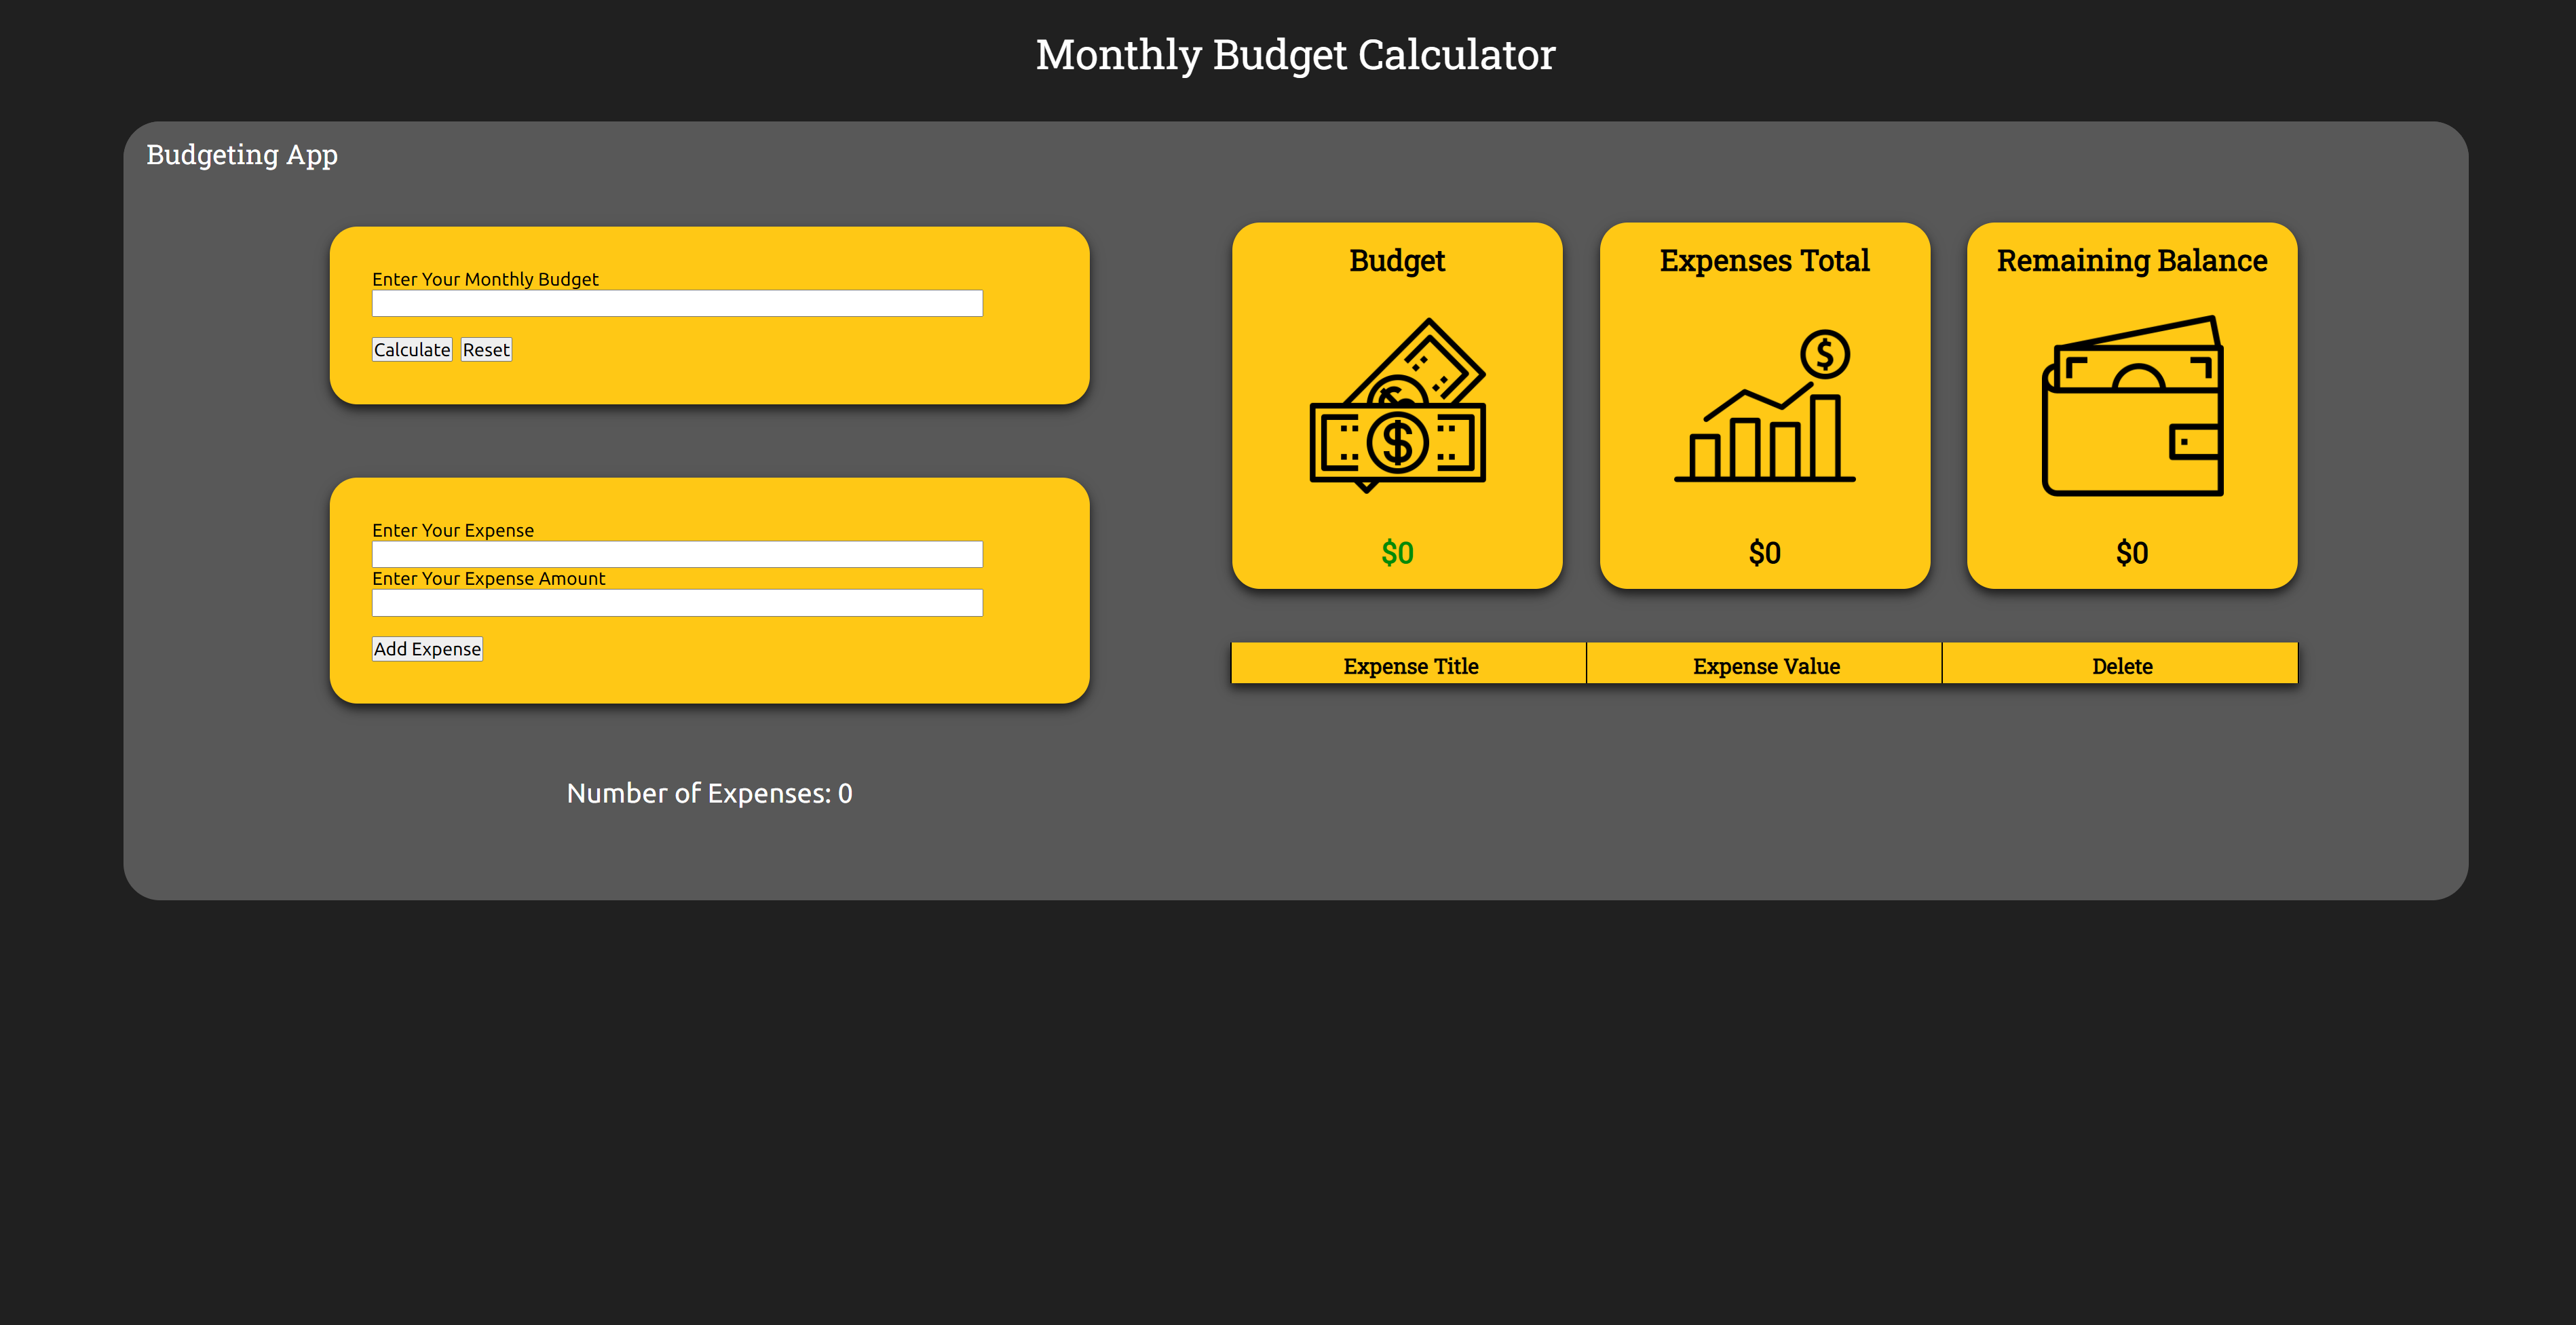 Monthly Budget Calculator
Budgeting App
Enter Your Monthly Budget
Calculate Reset
Enter Your Expense
Enter Your Expense Amount
Add Expense
Number of Expenses: 0
Budget
$
$0
Expenses Total
$
$0
Remaining Balance
$0
Expense Title Expense Value Delete